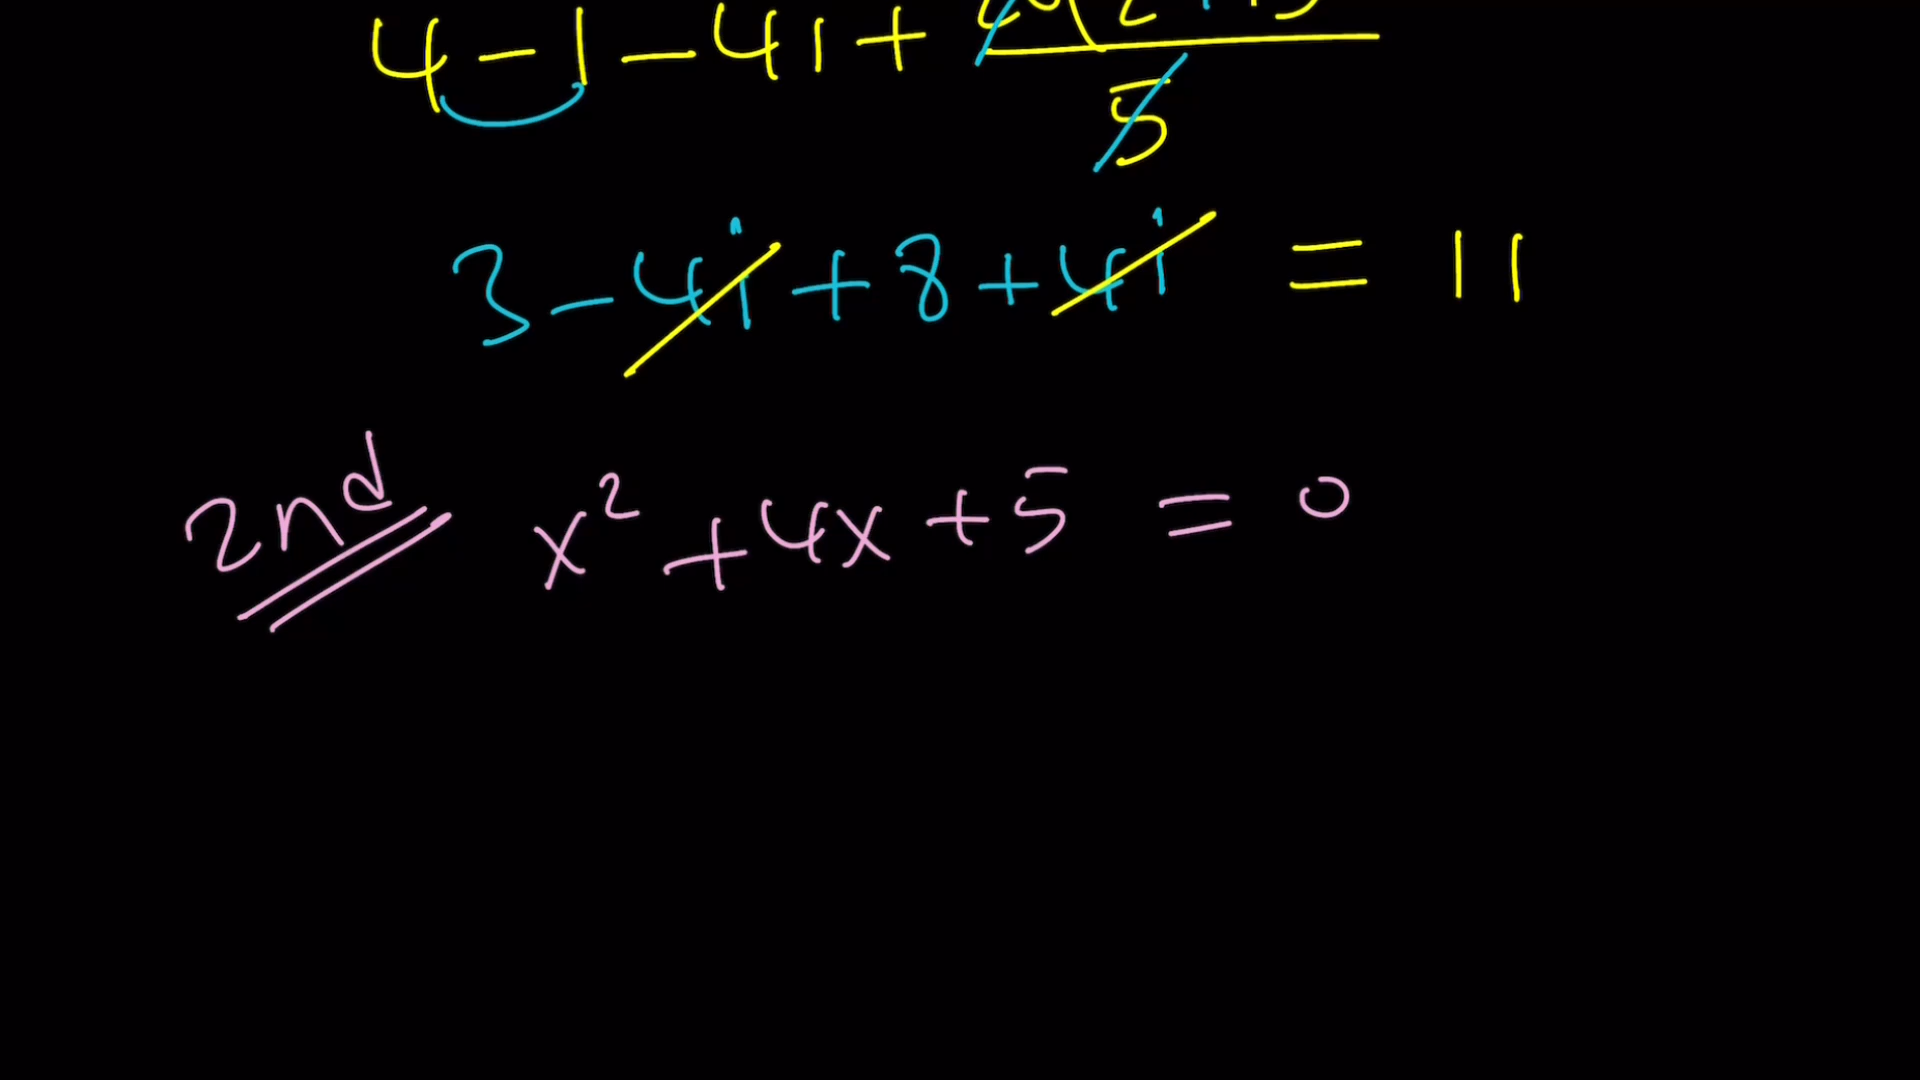 4 - 1 - 4i +
5
3 - 4i + 8 + 4i = 11
2nd x² + 4x + 5 = 0